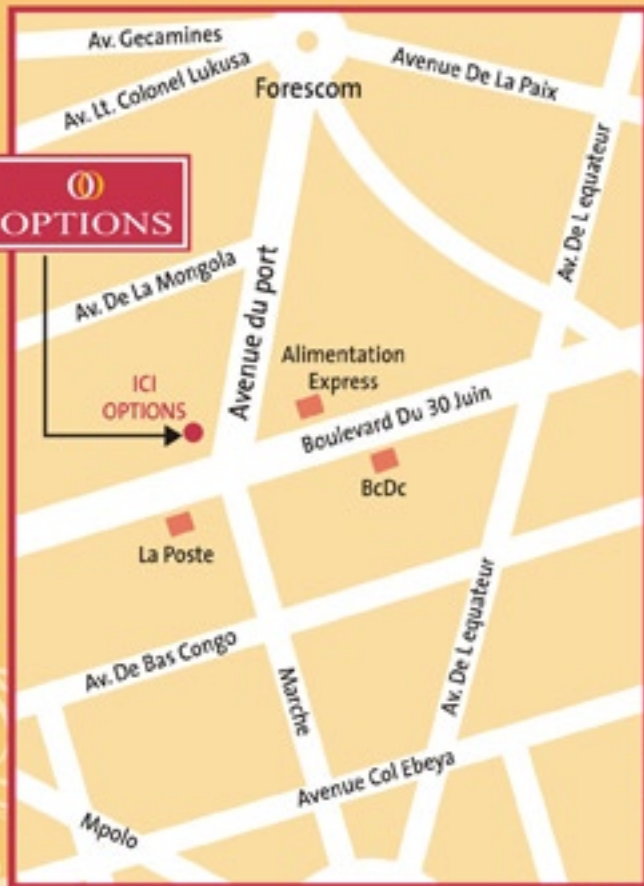 Av. Gecamines
Av. Lt. Colonel Lukusa
Forescom
Avenue De La Paix
Av. De L equateur
OPTIONS
Av. De La Mongola
Avenue du port
ICI
OPTIONS
Alimentation
Express
Boulevard Du 30 Juin
BcDc
La Poste
Av. De Bas Congo
Marche
Av. De L equateur
Avenue Col Ebeya
Mpolo